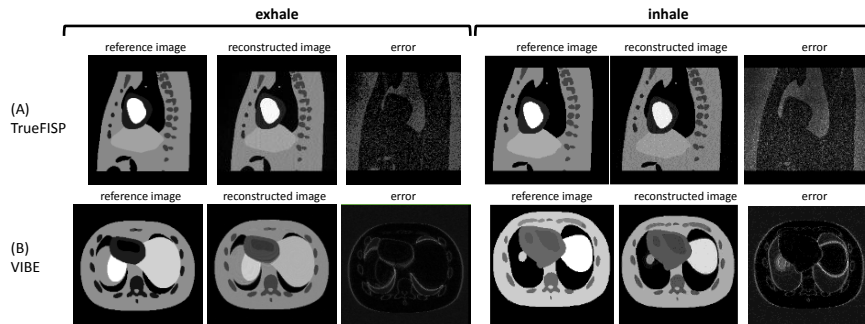 exhale inhale
reference image reconstructed image error reference image reconstructed image error
(A)
TrueFISP
reference image reconstructed image error reference image reconstructed image error
(B)
VIBE